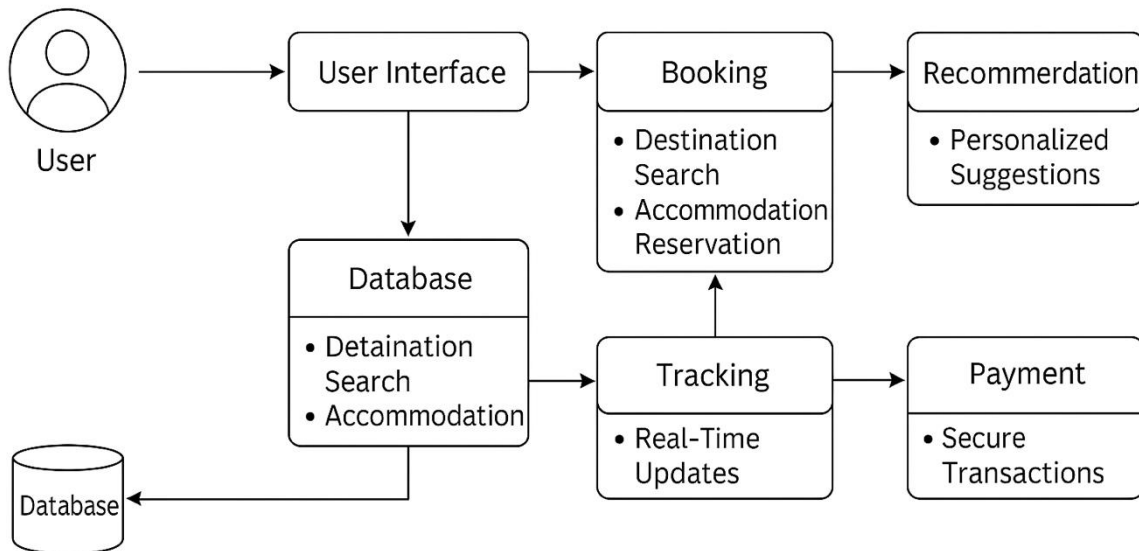 User
User Interface
Booking
• Destination
Search
• Accommodation
Reservation
Recommerdation
• Personalized
Suggestions
Database
• Detaination
Search
• Accommodation
Tracking
• Real-Time
Updates
Payment
• Secure
Transactions
Database